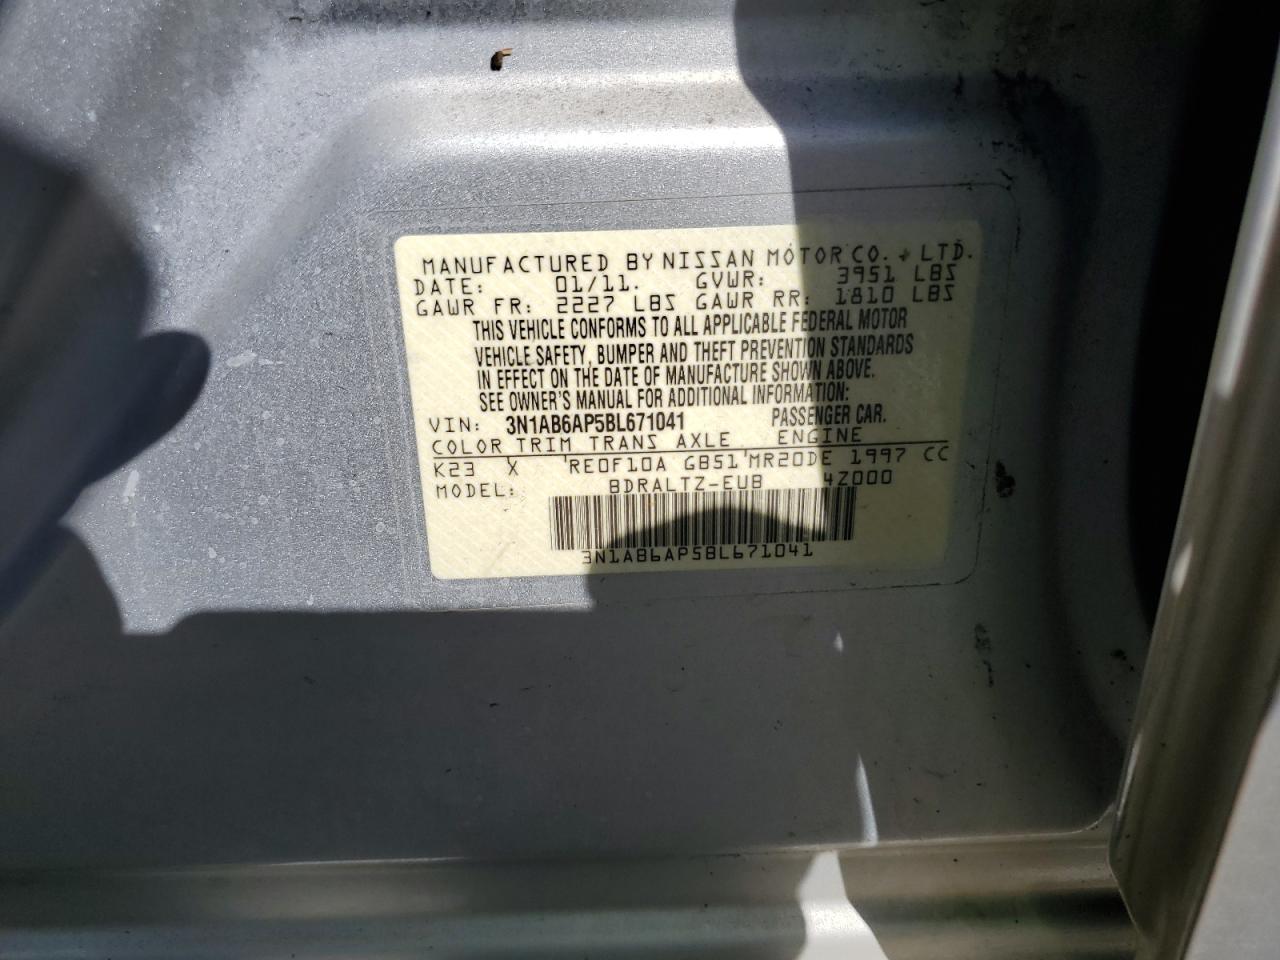 MANUFACTURED BY NISSAN MOTOR CO., LTD.
DATE: 01/11. GVWR: 3951 LBS
GAWR FR: 2227 LBS GAWR RR: 1810 LBS
THIS VEHICLE CONFORMS TO ALL APPLICABLE FEDERAL MOTOR
VEHICLE SAFETY, BUMPER AND THEFT PREVENTION STANDARDS
IN EFFECT ON THE DATE OF MANUFACTURE SHOWN ABOVE.
SEE OWNER'S MANUAL FOR ADDITIONAL INFORMATION:
VIN: 3N1AB6AP5BL671041 PASSENGER CAR.
COLOR TRIM TRANS AXLE ENGINE
K23 X RE0F10A GB51 MR20DE 1997 CC
MODEL: BDRALTZ-EUB 4Z000
3N1AB6AP5BL671041